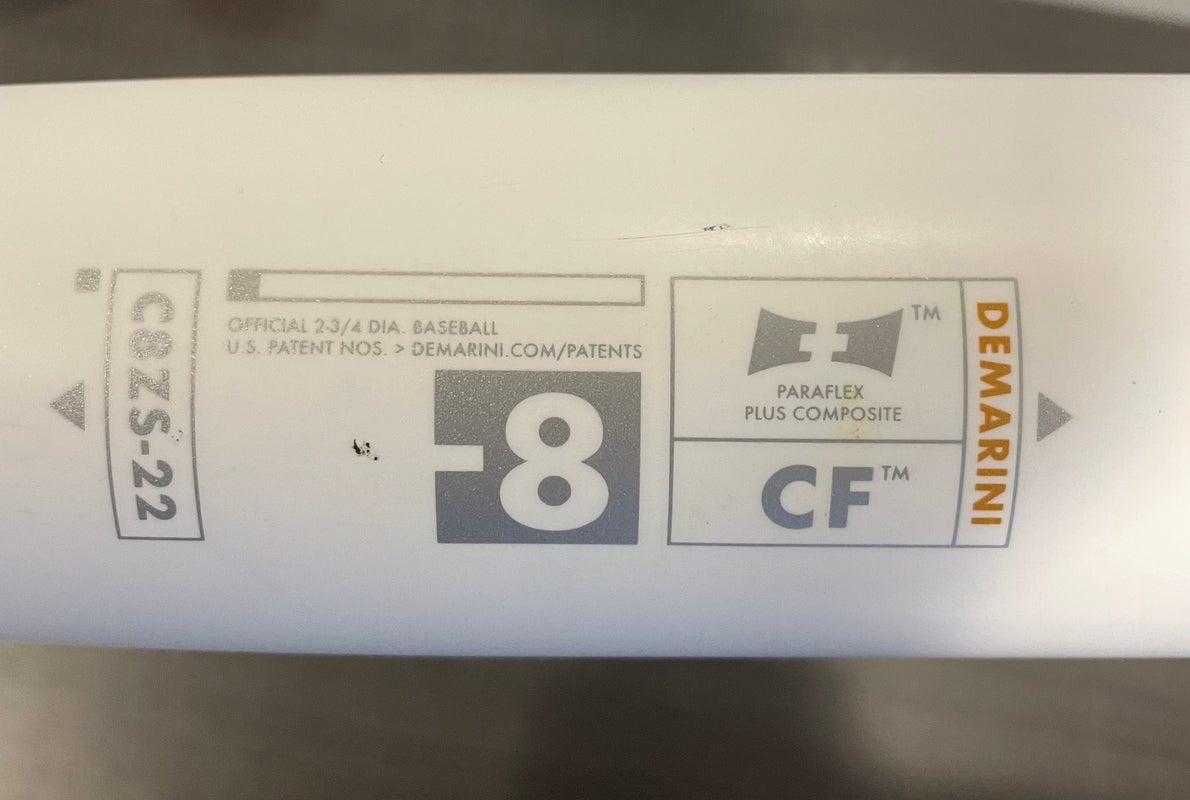 C8ZS-22
OFFICIAL 2-3/4 DIA. BASEBALL
U.S. PATENT NOS. > DEMARINI.COM/PATENTS
-8
TM
PARAFLEX
PLUS COMPOSITE
CF™
DEMARINI